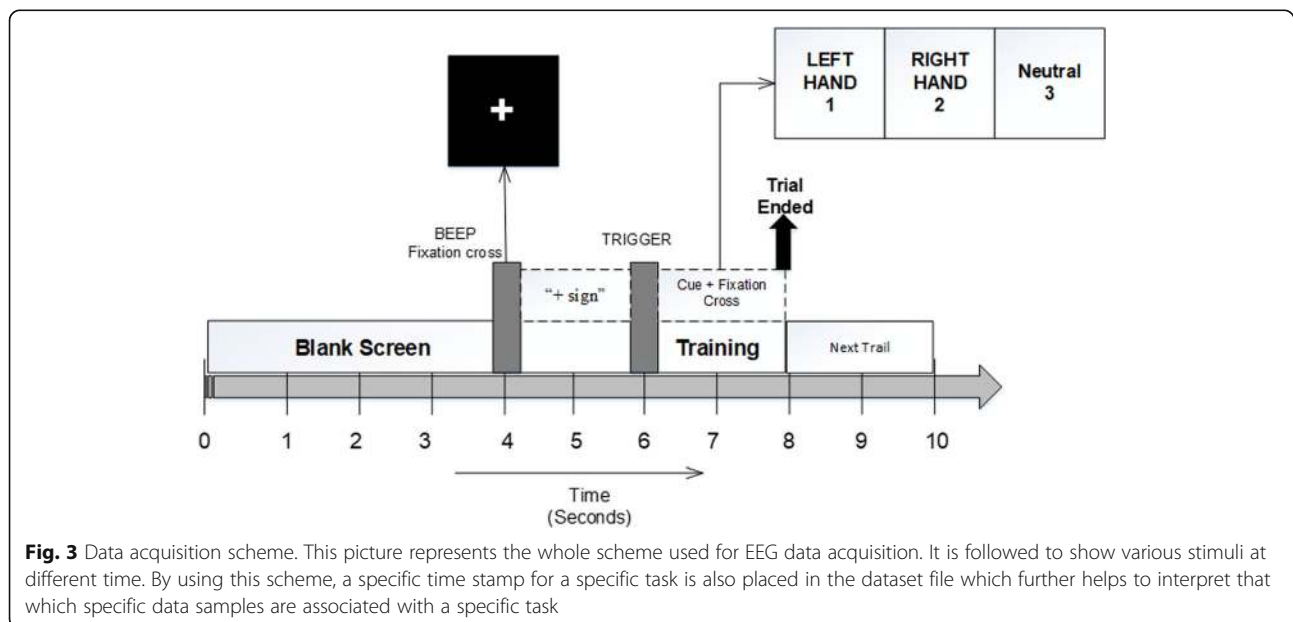 LEFT
HAND
1
RIGHT
HAND
2
Neutral
3
+
Trial
Ended
BEEP
Fixation cross
TRIGGER
"+ sign"
Cue + Fixation
Cross
Blank Screen
Training
Next Trail
0 1 2 3 4 5 6 7 8 9 10
Time
(Seconds)
Fig. 3 Data acquisition scheme. This picture represents the whole scheme used for EEG data acquisition. It is followed to show various stimuli at
different time. By using this scheme, a specific time stamp for a specific task is also placed in the dataset file which further helps to interpret that
which specific data samples are associated with a specific task